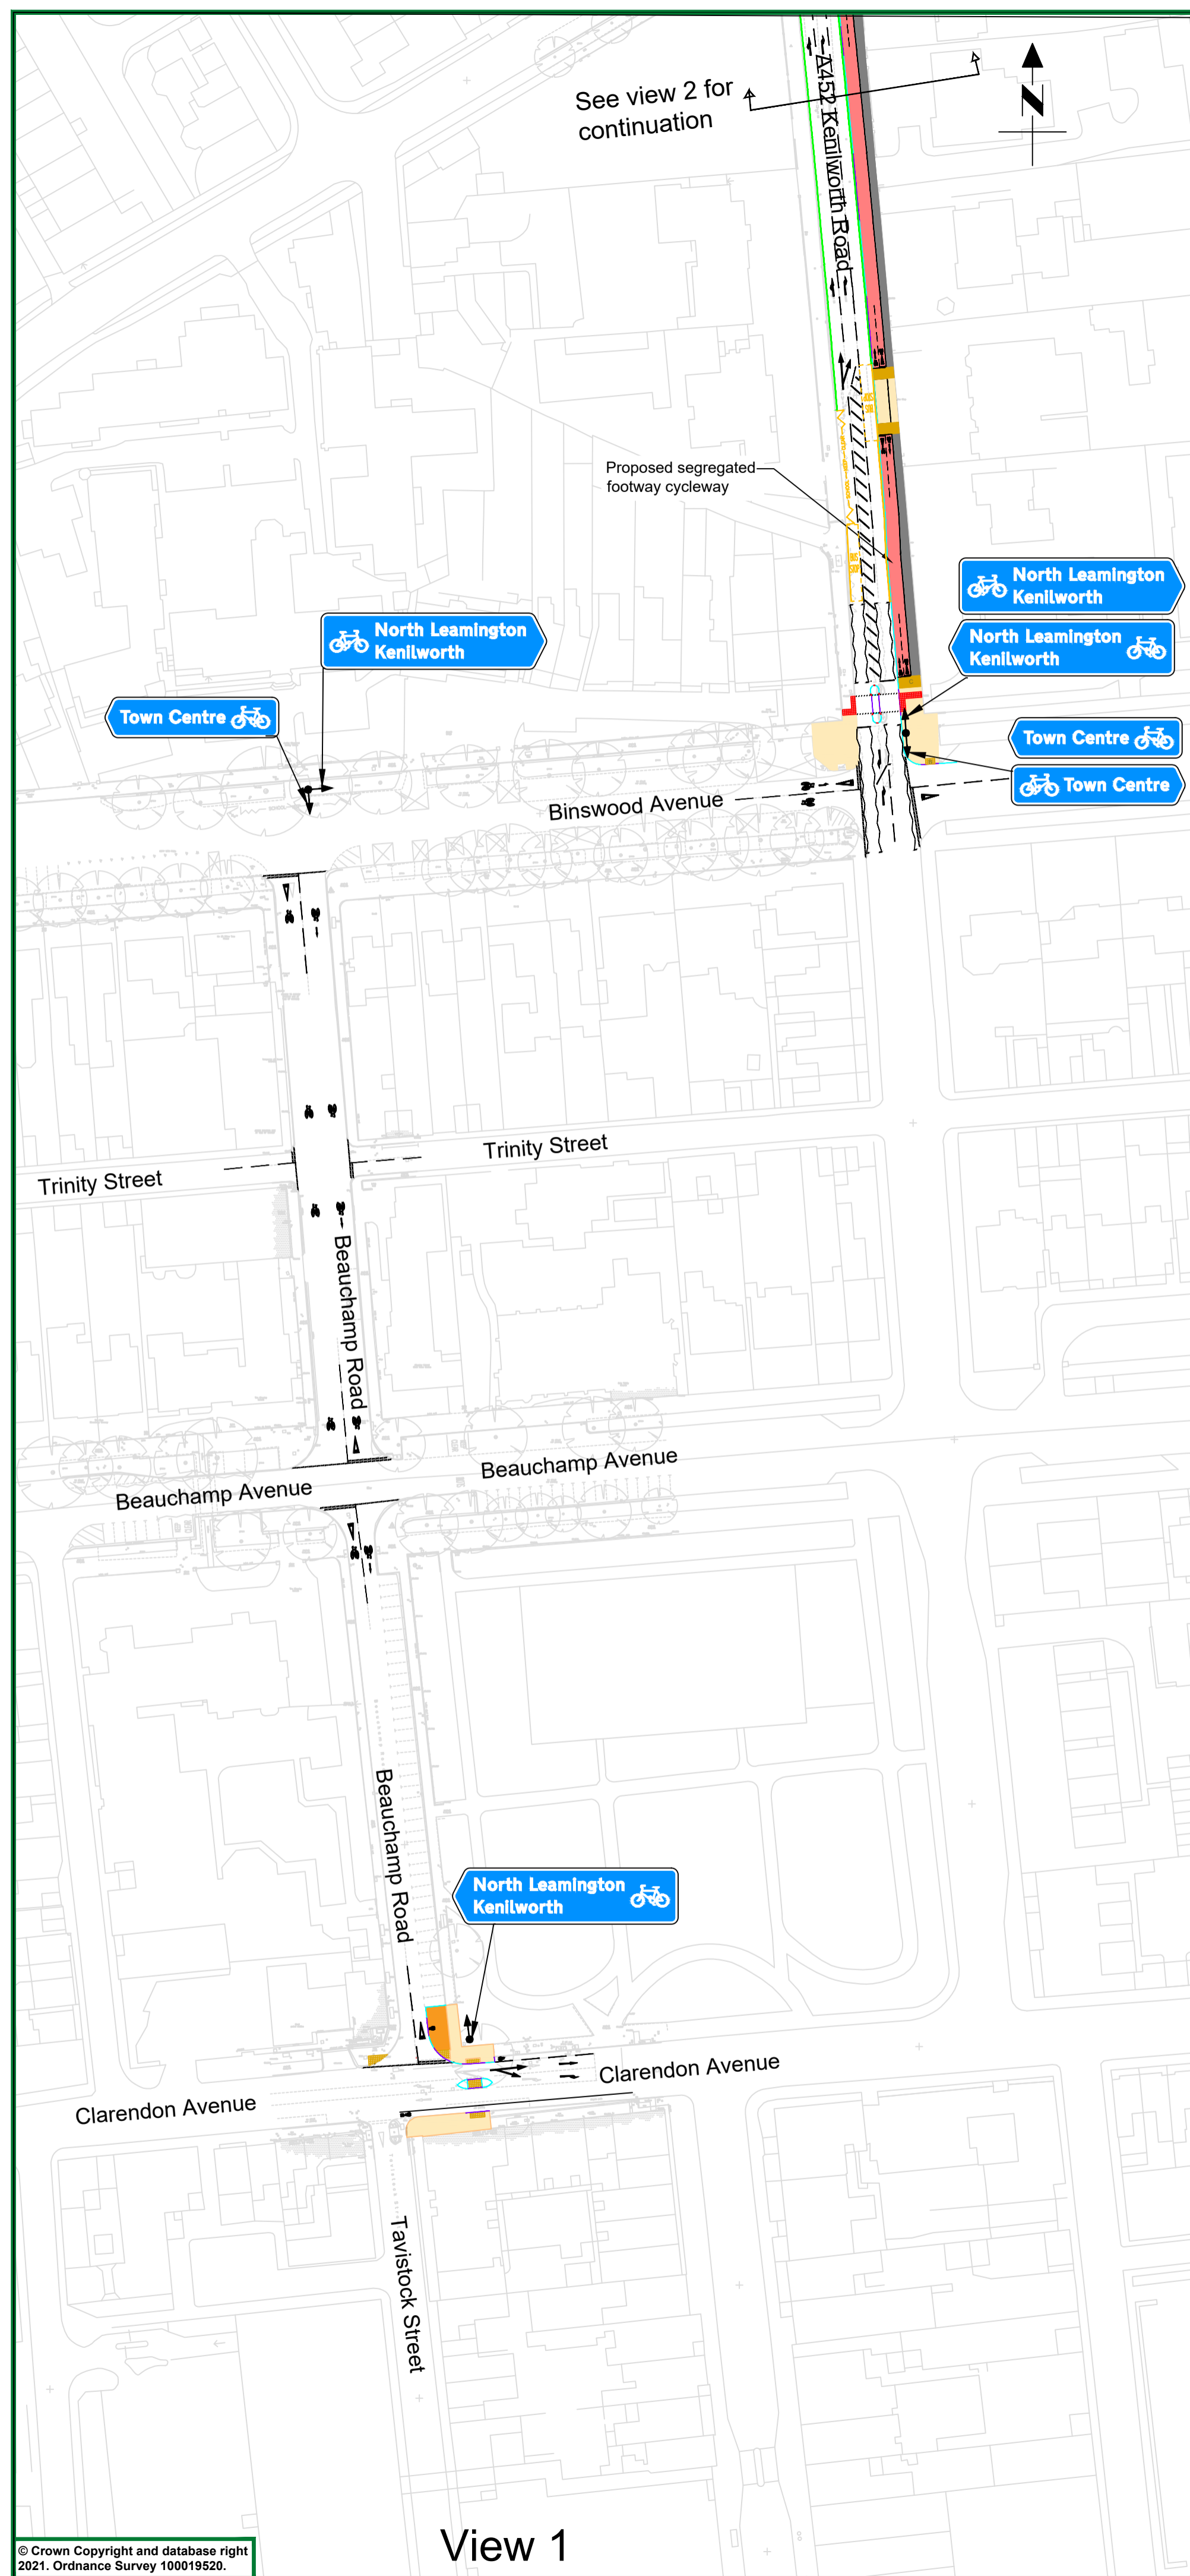 See view 2 for
continuation
N
A452 Kenilworth Road
Proposed segregated
footway cycleway
BUS
STOP
North Leamington
Kenilworth
North Leamington
Kenilworth
North Leamington
Kenilworth
Town Centre
Town Centre
Town Centre
Binswood Avenue
Trinity Street
Trinity Street
Beauchamp Road
Beauchamp Avenue
Beauchamp Avenue
Beauchamp Road
North Leamington
Kenilworth
Clarendon Avenue
Clarendon Avenue
Tavistock Street
View 1
© Crown Copyright and database right
2021. Ordnance Survey 100019520.